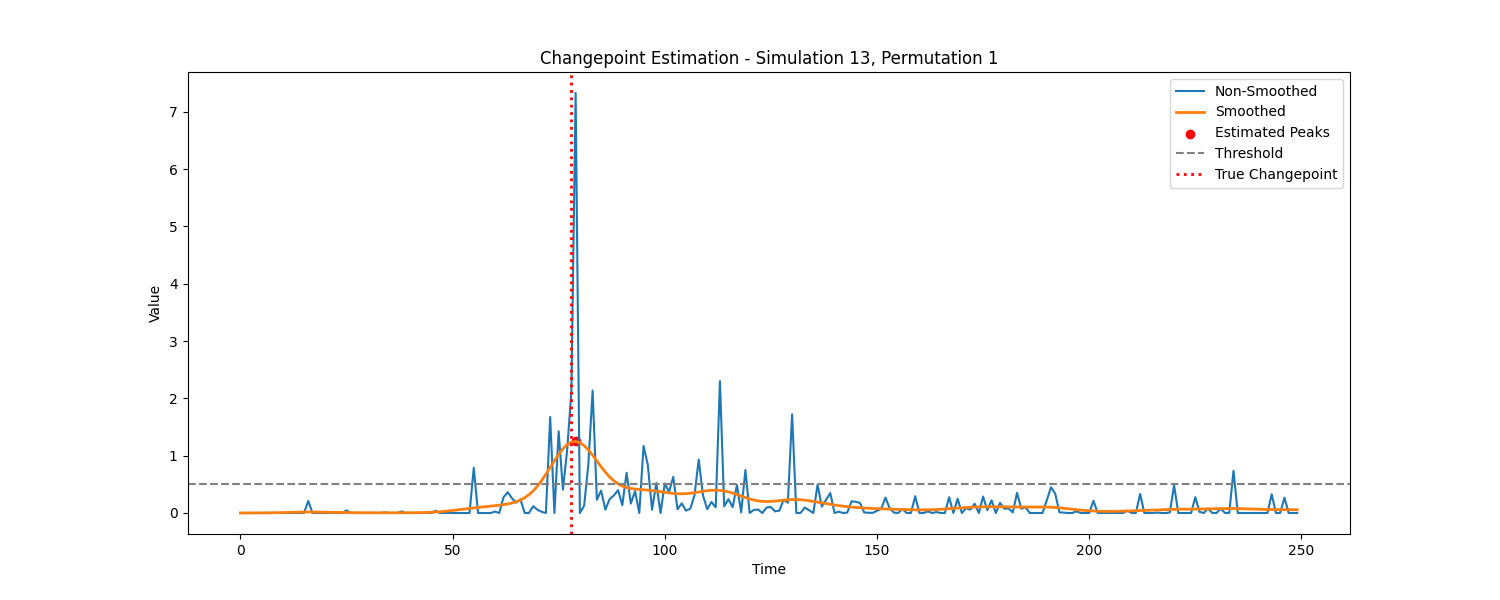 Changepoint Estimation - Simulation 13, Permutation 1
Non-Smoothed
Smoothed
Estimated Peaks
Threshold
True Changepoint
Value
7
6
5
4
3
2
1
0
0 50 100 150 200 250
Time